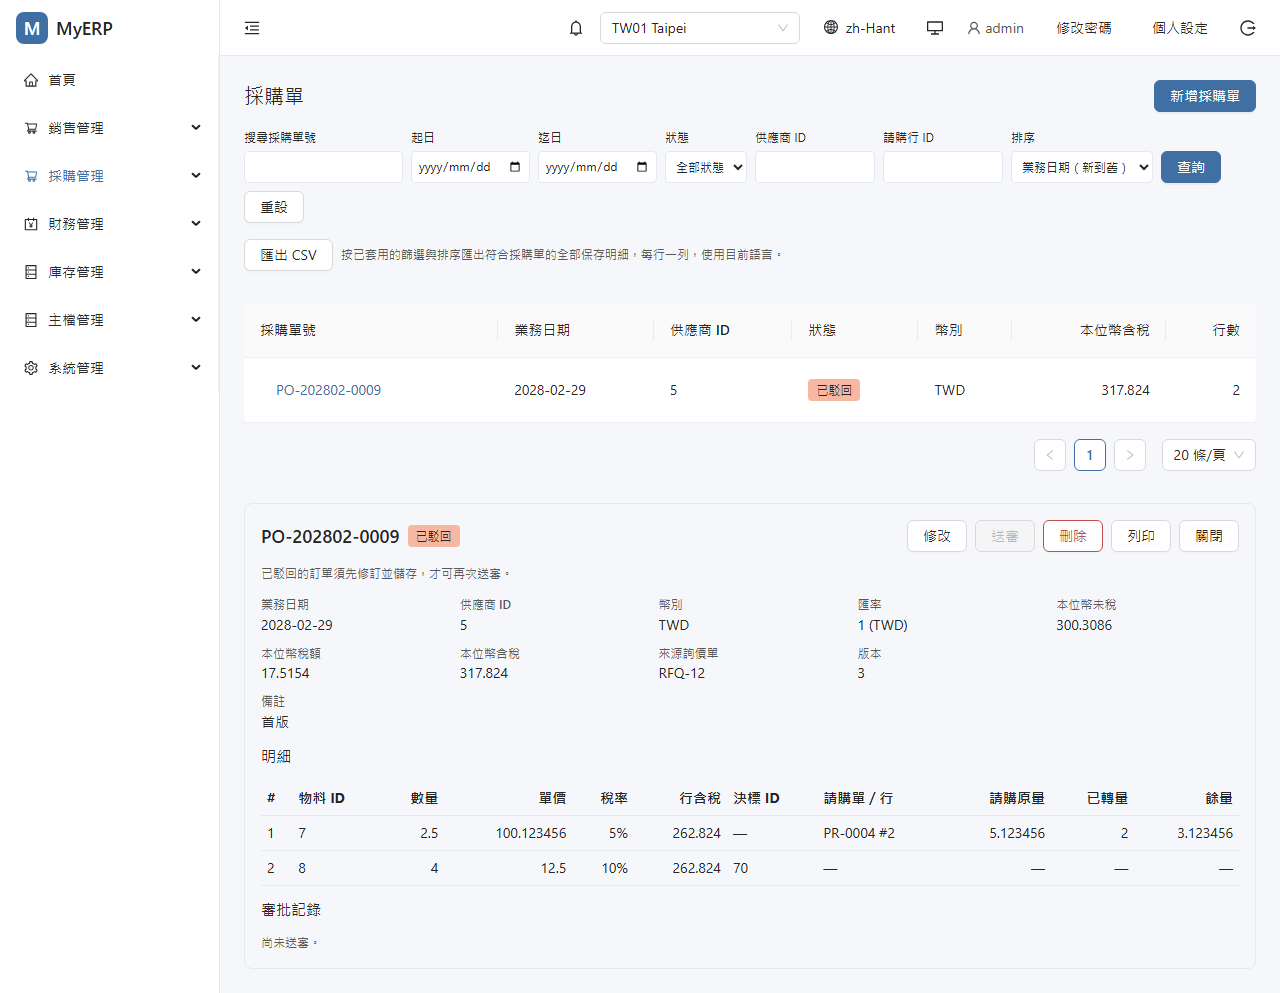 M MyERP
TW01 Taipei
zh-Hant
admin
修改密碼
個人設定
首頁
銷售管理
採購管理
財務管理
庫存管理
主檔管理
系統管理
採購單
新增採購單
搜尋採購單號 起日 迄日 狀態 供應商 ID 請購行 ID 排序
yyyy/mm/dd yyyy/mm/dd 全部狀態 業務日期（新到舊） 查詢
重設
匯出 CSV 按已套用的篩選與排序匯出符合採購單的全部保存明細，每行一列，使用目前語言。
採購單號 業務日期 供應商 ID 狀態 幣別 本位幣含稅 行數
PO-202802-0009 2028-02-29 5 已駁回 TWD 317.824 2
< 1 > 20 條/頁
PO-202802-0009 已駁回 修改 送審 刪除 列印 關閉
已駁回的訂單須先修訂並儲存，才可再次送審。
業務日期 供應商 ID 幣別 匯率 本位幣未稅
2028-02-29 5 TWD 1 (TWD) 300.3086
本位幣稅額 本位幣含稅 來源詢價單 版本
17.5154 317.824 RFQ-12 3
備註
首版
明細
# 物料 ID 數量 單價 稅率 行含稅 決標 ID 請購單 / 行 請購原量 已轉量 餘量
1 7 2.5 100.123456 5% 262.824 — PR-0004 #2 5.123456 2 3.123456
2 8 4 12.5 10% 262.824 70 — — — —
審批記錄
尚未送審。